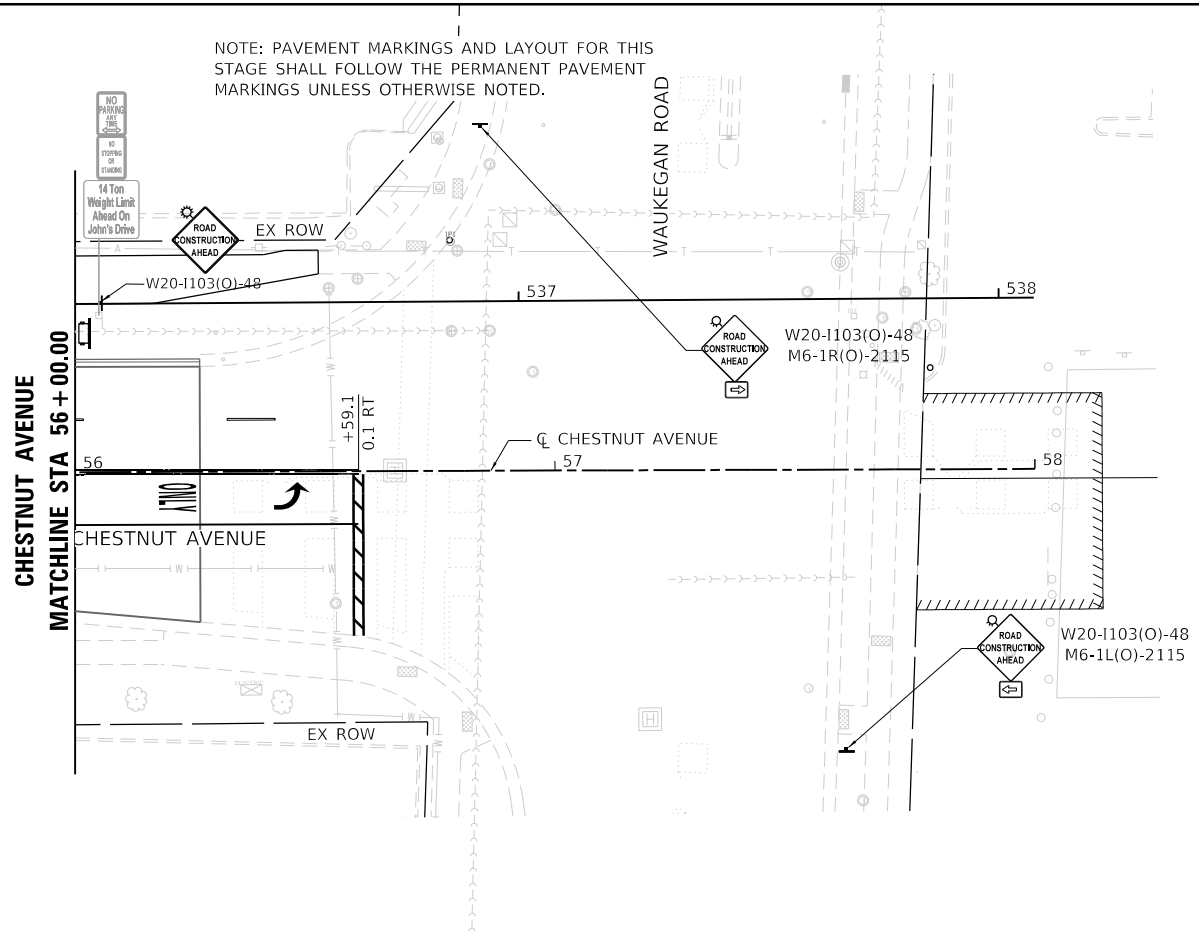 NOTE: PAVEMENT MARKINGS AND LAYOUT FOR THIS
STAGE SHALL FOLLOW THE PERMANENT PAVEMENT
MARKINGS UNLESS OTHERWISE NOTED.
WAUKEGAN ROAD
NO
PARKING
ANY
TIME
NO
STOPPING
OR
STANDING
14 Ton
Weight Limit
Ahead On
John's Drive
ROAD
CONSTRUCTION
AHEAD
EX ROW
W20-I103(O)-48
537
538
ROAD
CONSTRUCTION
AHEAD
W20-I103(O)-48
M6-1R(O)-2115
CHESTNUT AVENUE
MATCHLINE STA 56 + 00.00
+59.1
0.1 RT
℄ CHESTNUT AVENUE
56
57
58
ONLY
CHESTNUT AVENUE
ROAD
CONSTRUCTION
AHEAD
W20-I103(O)-48
M6-1L(O)-2115
EX ROW